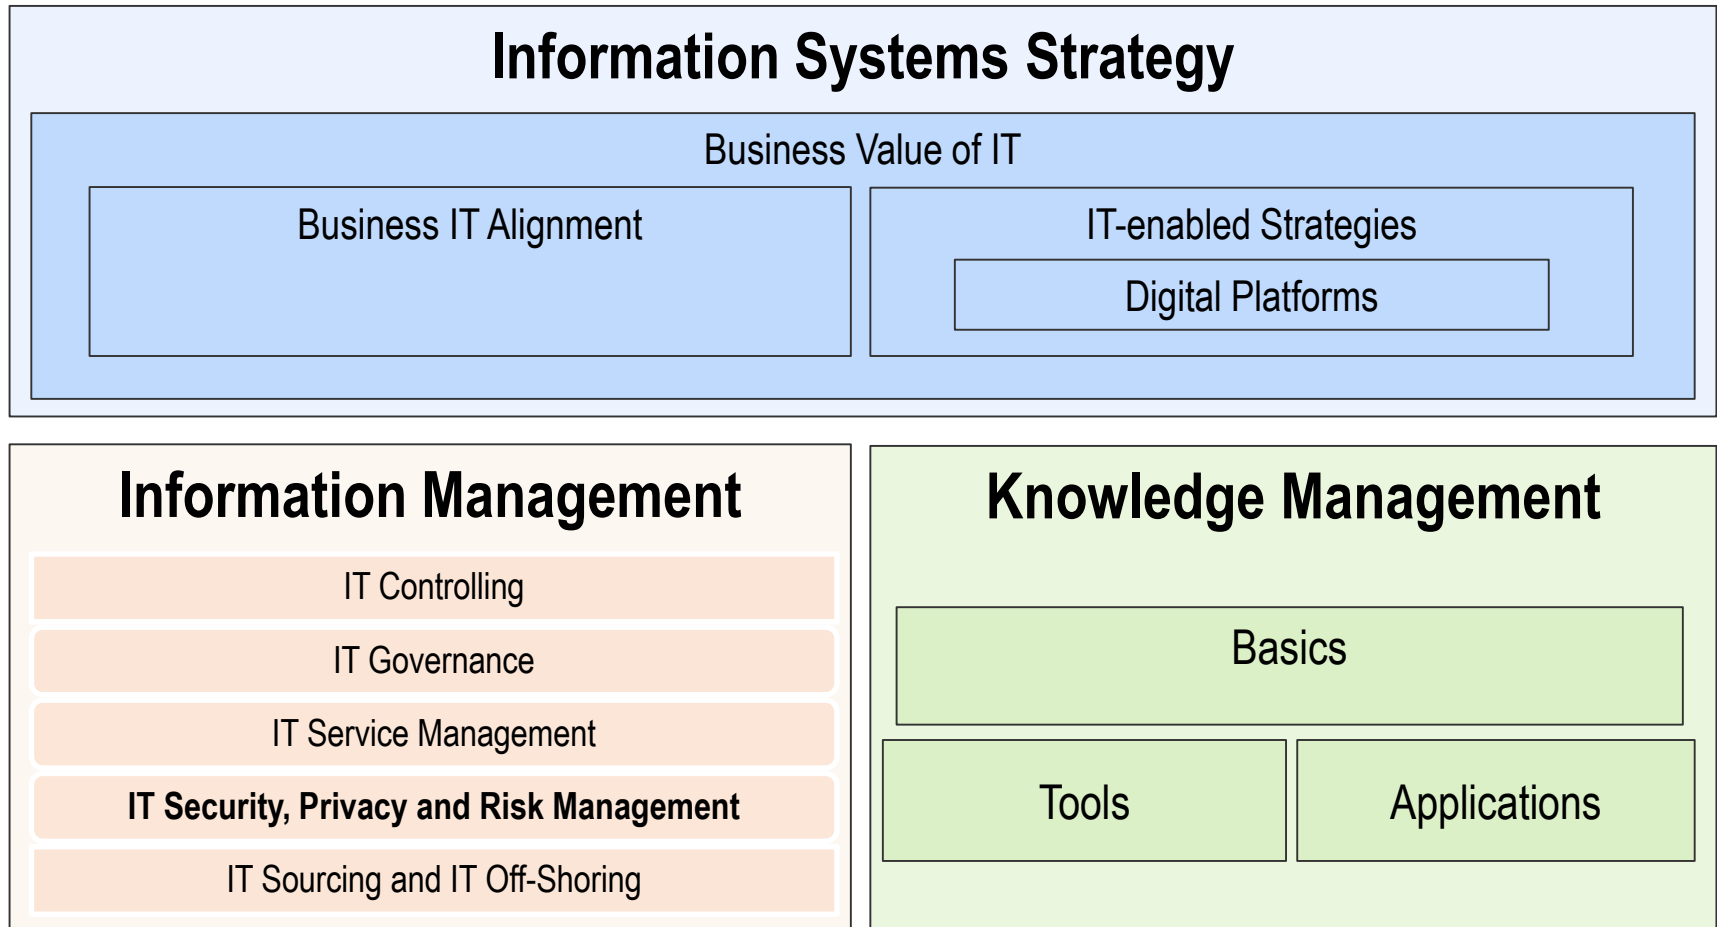 Information Systems Strategy
Business Value of IT
Business IT Alignment
IT-enabled Strategies
Digital Platforms
Information Management
IT Controlling
IT Governance
IT Service Management
IT Security, Privacy and Risk Management
IT Sourcing and IT Off-Shoring
Knowledge Management
Basics
Tools
Applications